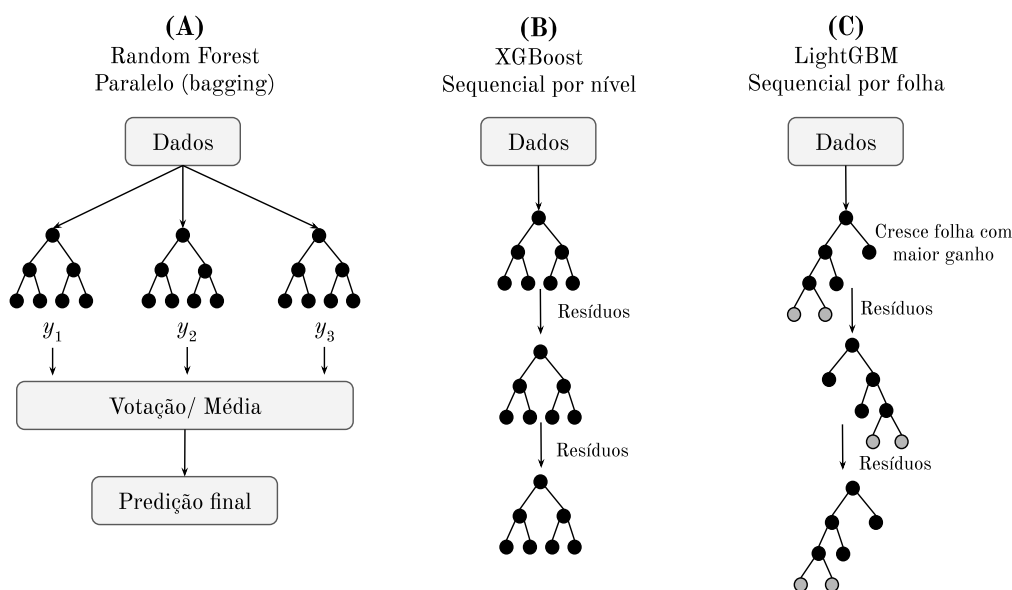 (A)
Random Forest
Paralelo (bagging)
Dados
y1
y2
y3
Votação/ Média
Predição final
(B)
XGBoost
Sequencial por nível
Dados
Resíduos
Resíduos
(C)
LightGBM
Sequencial por folha
Dados
Cresce folha com
maior ganho
Resíduos
Resíduos